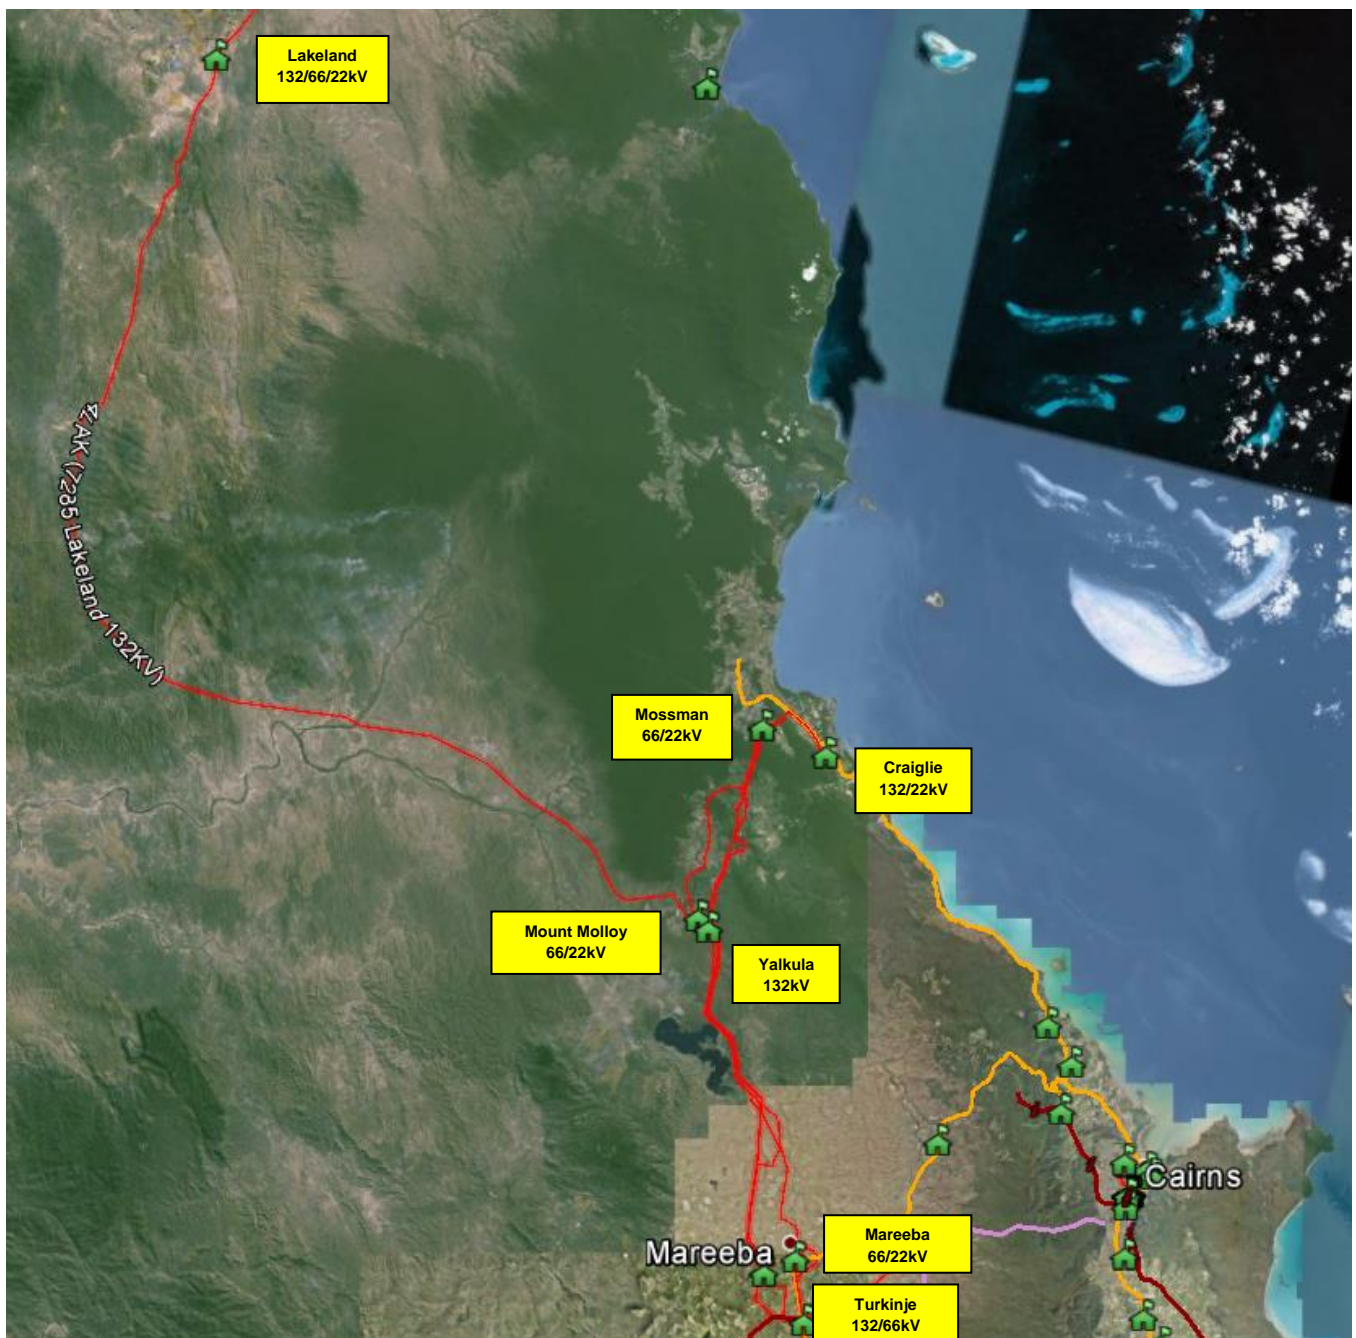 Lakeland
132/66/22kV
LAK (7285 Lakeland 132KV)
Mossman
66/22kV
Craiglie
132/22kV
Mount Molloy
66/22kV
Yalkula
132kV
Cairns
Mareeba
Mareeba
66/22kV
Turkinje
132/66kV